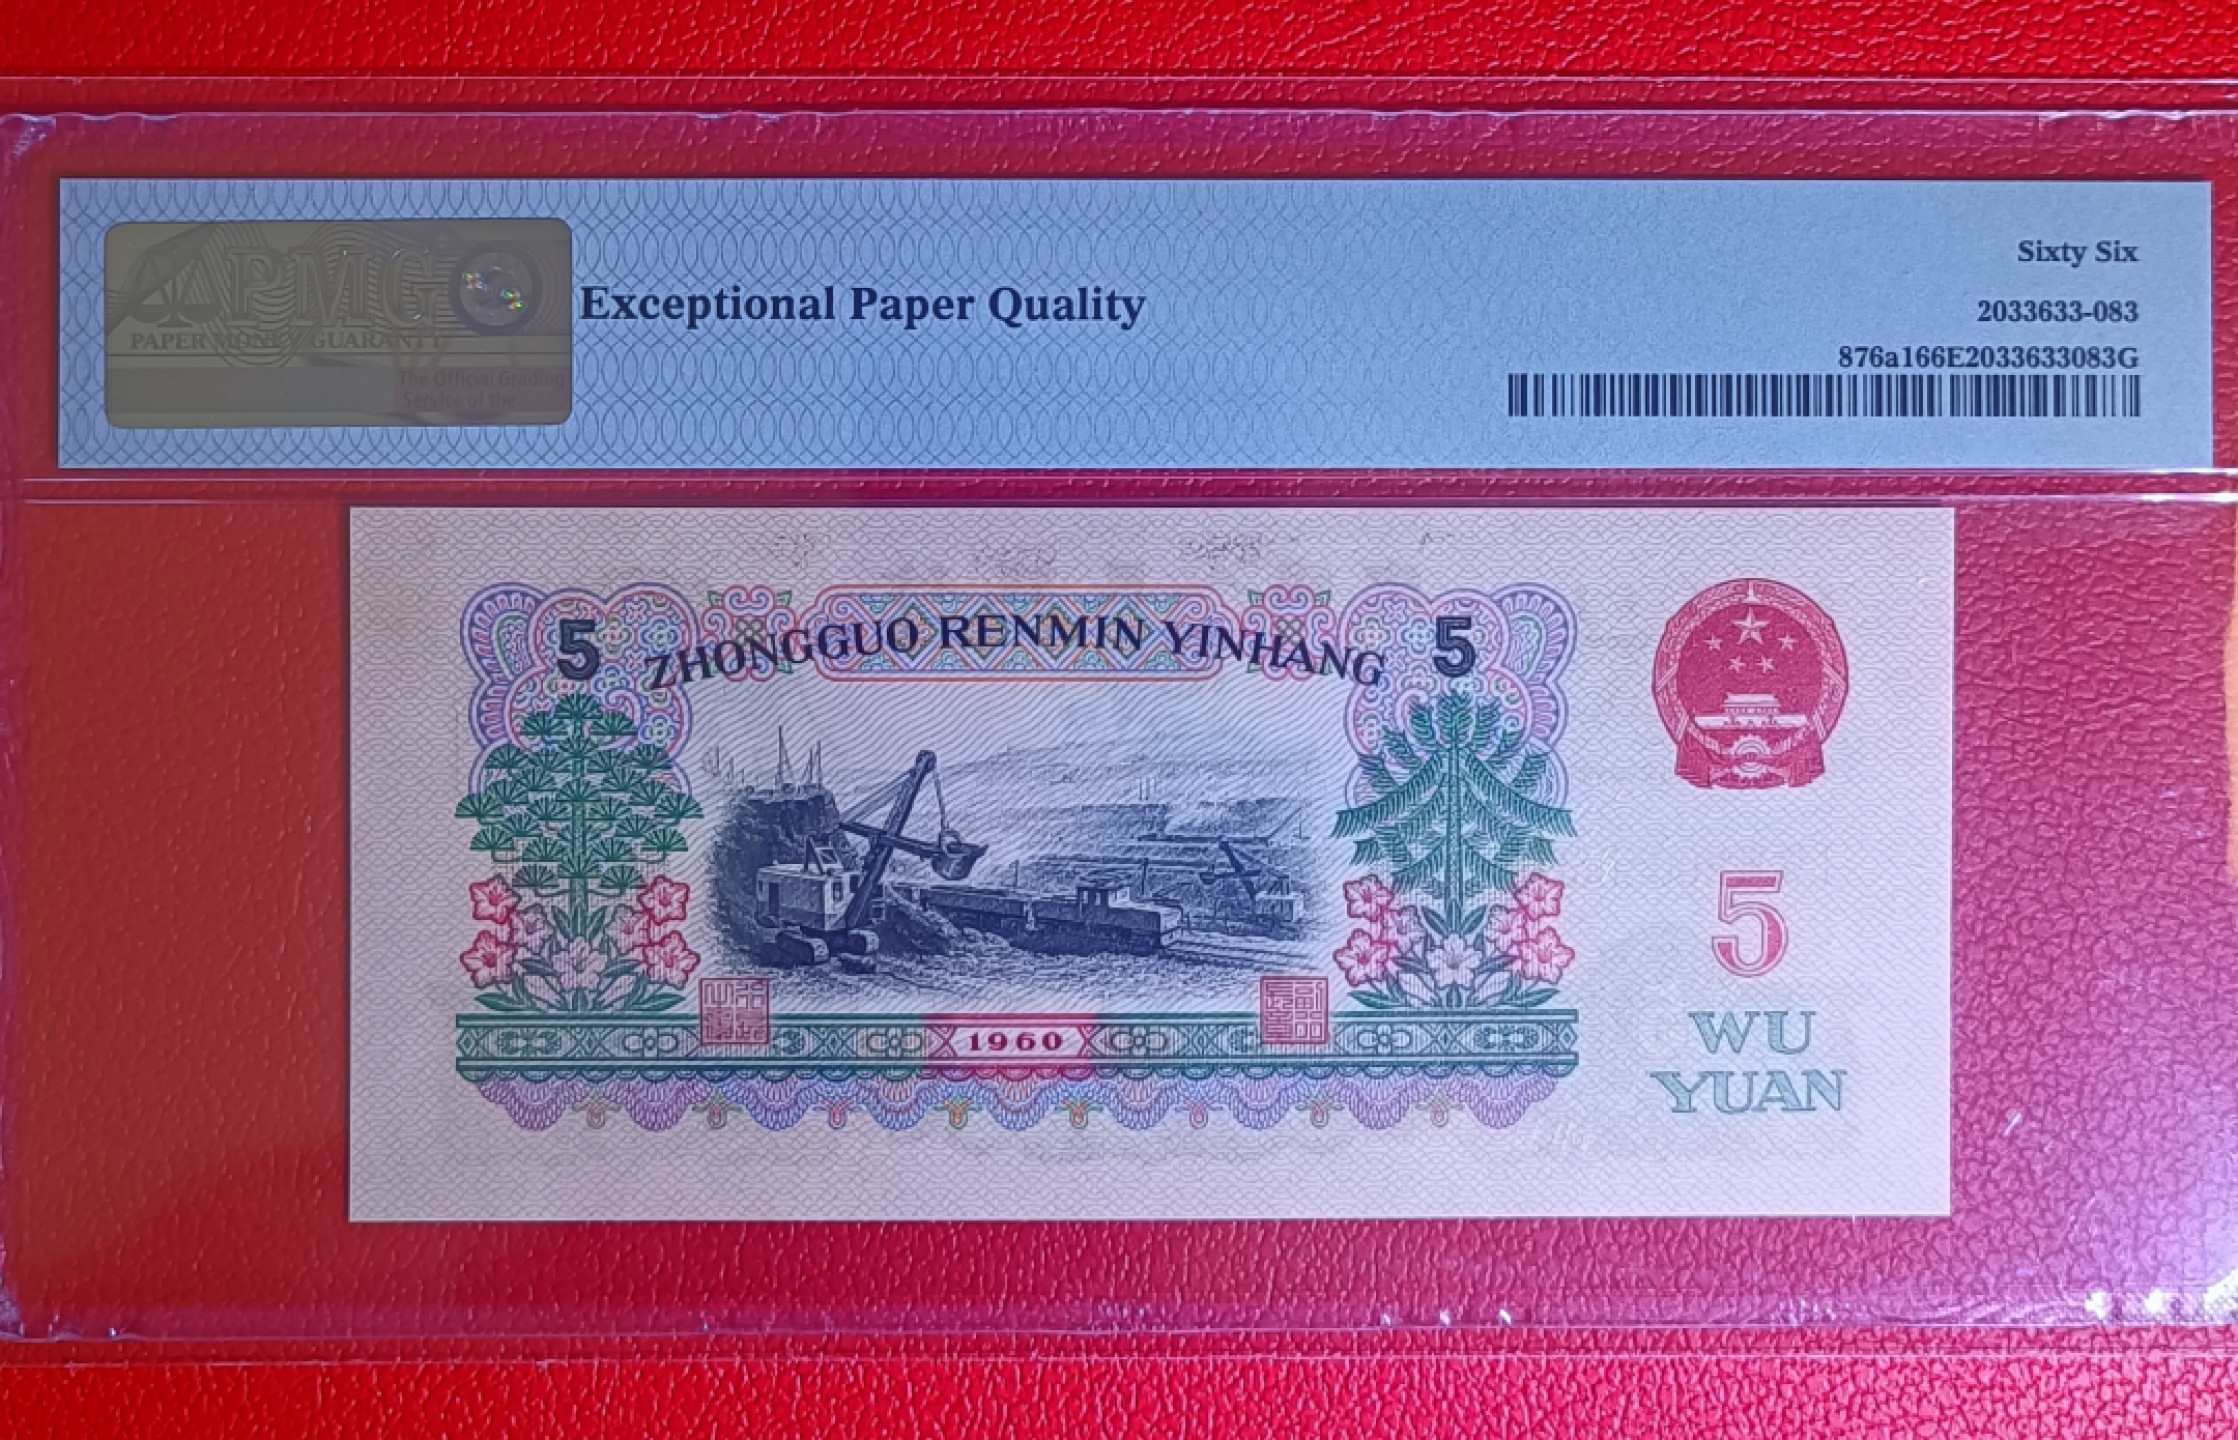 PMG
PAPER MONEY GUARANTY
The Official Grading
Service of the
Exceptional Paper Quality
Sixty Six
2033633-083
876a166E2033633083G
5
ZHONGGUO RENMIN YINHANG
5
1960
5
WU
YUAN